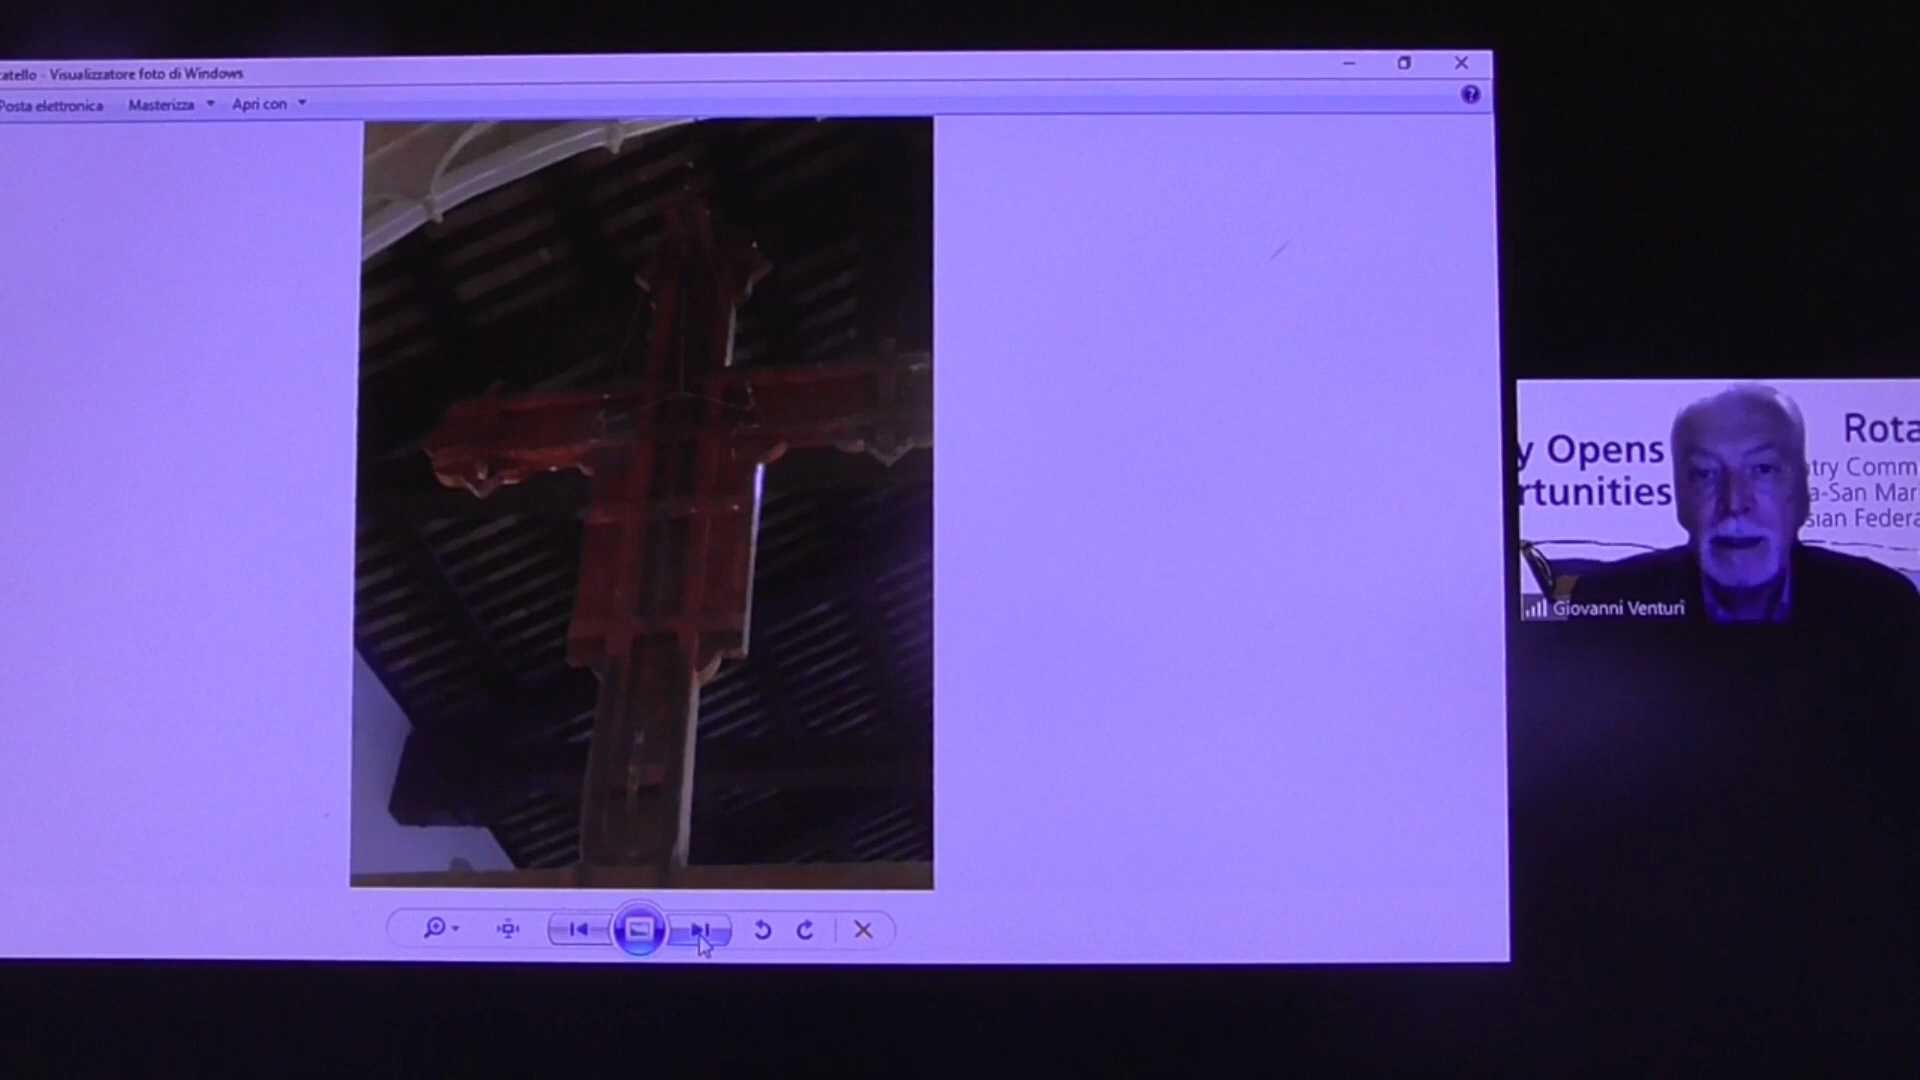 atello - Visualizzatore foto di Windows
Posta elettronica Masterizza Apri con
?
y Opens
rtunities
Rota
try Comm
a-San Mar
sian Federa
Giovanni Venturi